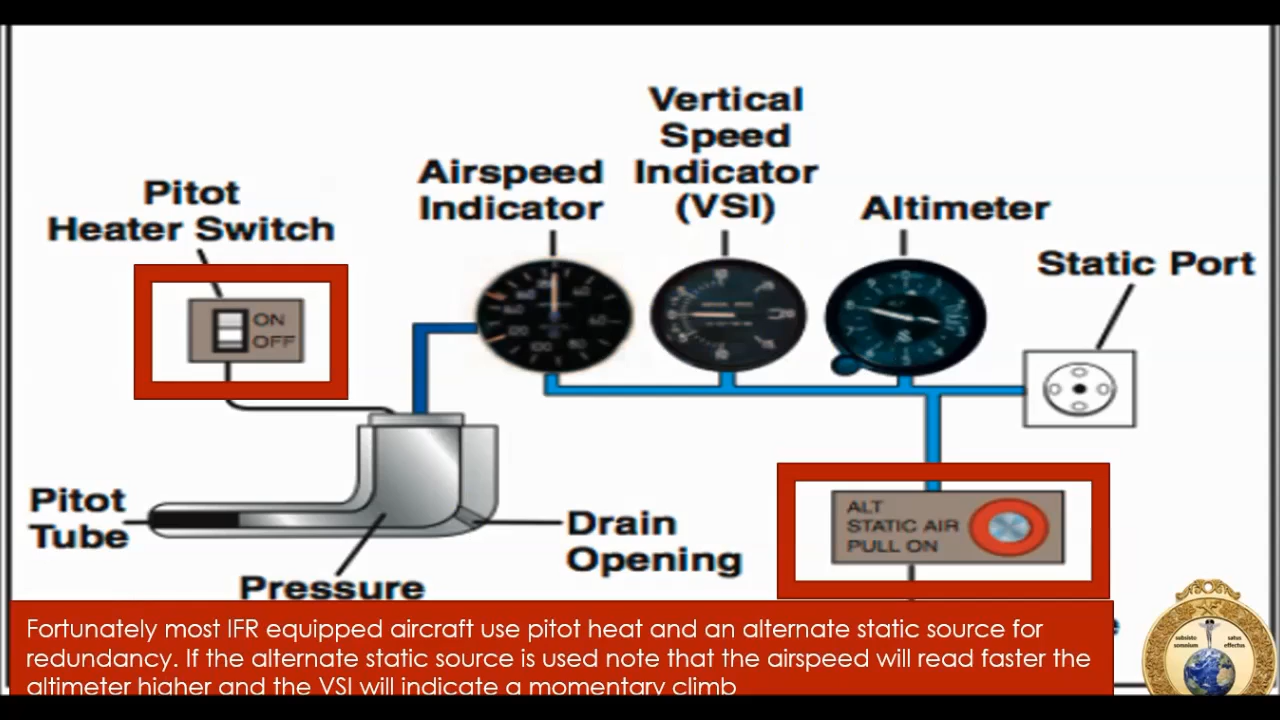 Vertical
Speed
Indicator
(VSI)
Airspeed
Indicator
Altimeter
Pitot
Heater Switch
Static Port
ON
OFF
Pitot
Tube
Drain
Opening
Pressure
ALT
STATIC AIR
PULL ON
Fortunately most IFR equipped aircraft use pitot heat and an alternate static source for
redundancy. If the alternate static source is used note that the airspeed will read faster the
altimeter higher and the VSI will indicate a momentary climb